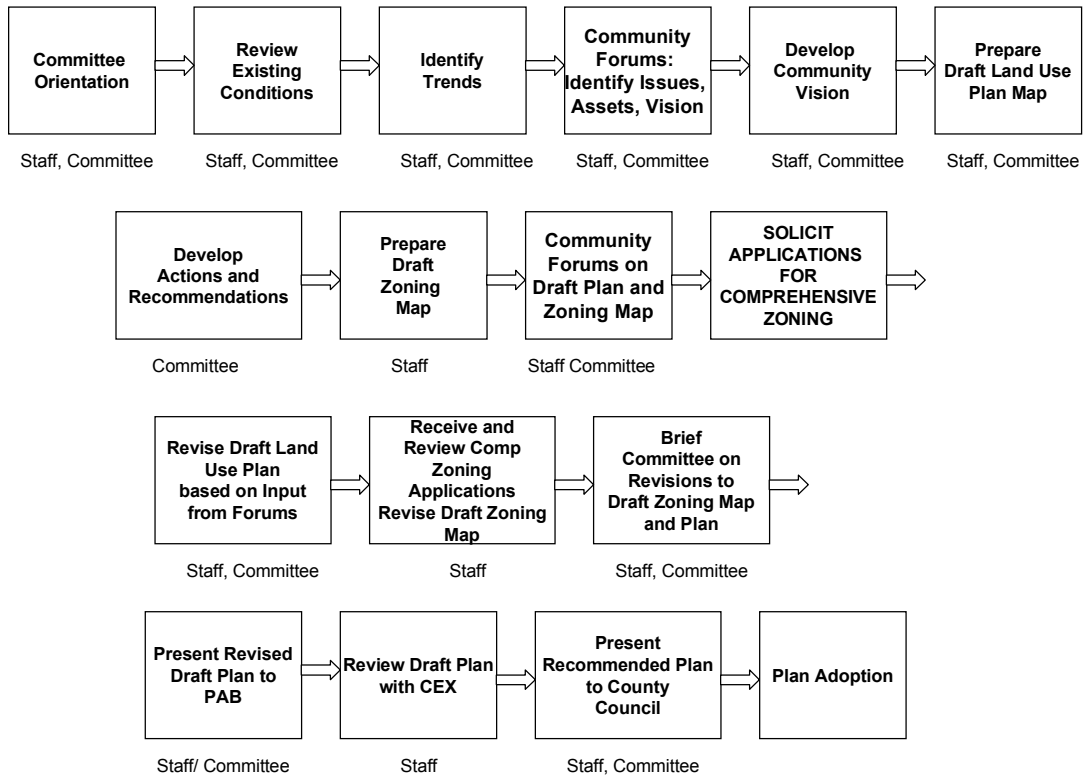 Committee
Orientation
Review
Existing
Conditions
Identify
Trends
Community
Forums:
Identify Issues,
Assets, Vision
Develop
Community
Vision
Prepare
Draft Land Use
Plan Map
Staff, Committee
Staff, Committee
Staff, Committee
Staff, Committee
Staff, Committee
Staff, Committee
Develop
Actions and
Recommendations
Prepare
Draft
Zoning
Map
Community
Forums on
Draft Plan and
Zoning Map
SOLICIT
APPLICATIONS
FOR
COMPREHENSIVE
ZONING
Committee
Staff
Staff Committee
Revise Draft Land
Use Plan
based on Input
from Forums
Receive and
Review Comp
Zoning
Applications
Revise Draft Zoning
Map
Brief
Committee on
Revisions to
Draft Zoning Map
and Plan
Staff, Committee
Staff
Staff, Committee
Present Revised
Draft Plan to
PAB
Review Draft Plan
with CEX
Present
Recommended Plan
to County
Council
Plan Adoption
Staff/ Committee
Staff
Staff, Committee